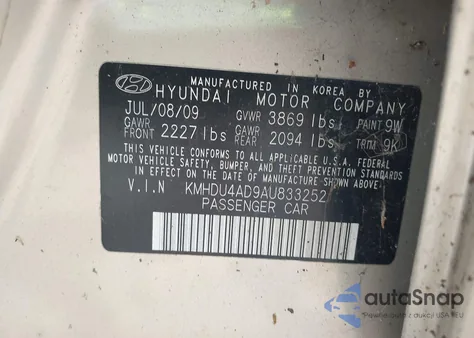 MANUFACTURED IN KOREA BY
HYUNDAI MOTOR COMPANY
JUL/08/09 GVWR 3869 lbs PAINT 9W
GAWR FRONT 2227 lbs GAWR REAR 2094 lbs TRIM 9K
THIS VEHICLE CONFORMS TO ALL APPLICABLE U.S.A. FEDERAL
MOTOR VEHICLE SAFETY, BUMPER, AND THEFT PREVENTION
STANDARDS IN EFFECT ON THE DATE OF MANUFACTURE SHOWN ABOVE.
V.I.N KMHDU4AD9AU833252
PASSENGER CAR
autoSnap